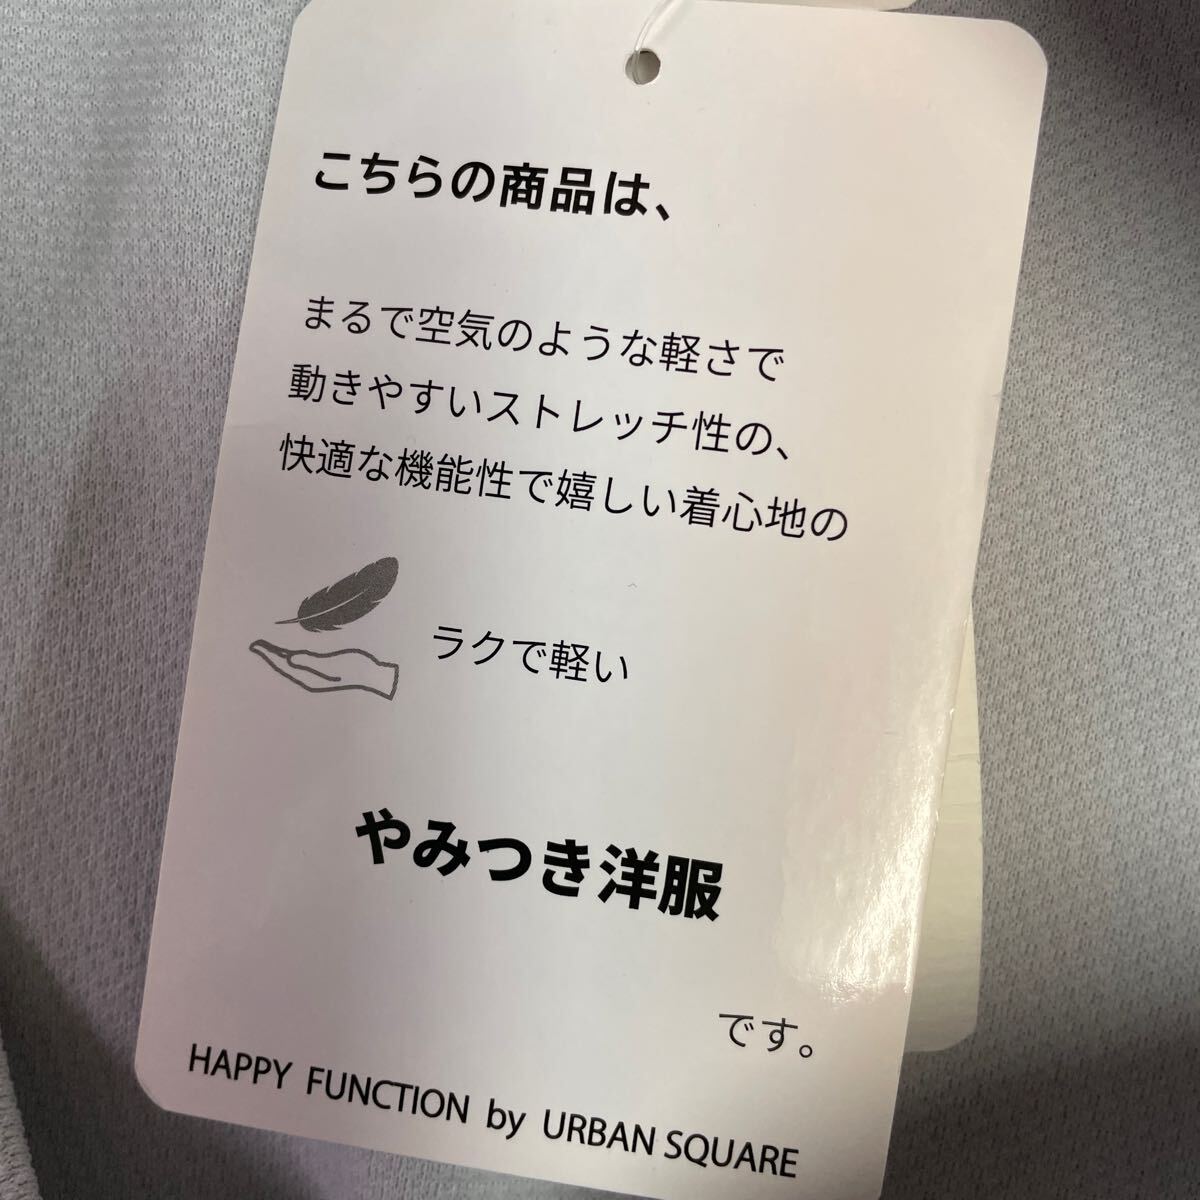 こちらの商品は、
まるで空気のような軽さで
動きやすいストレッチ性の、
快適な機能性で嬉しい着心地の
ラクで軽い
やみつき洋服
です。
HAPPY FUNCTION by URBAN SQUARE